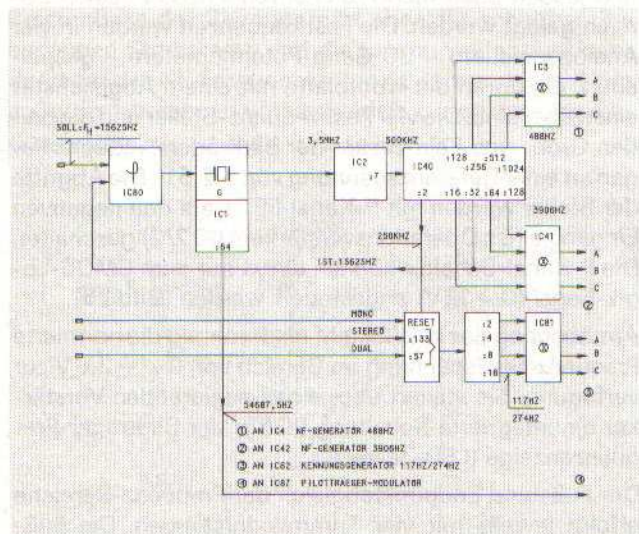 IC3
A
B
C
①
488HZ
SOLL:FH=15625HZ
3,5MHZ
500KHZ
IC80
G
IC1
:64
IC2
:7
IC40
:128 :512
:256 :1024
:2 :16 :32 :64 :128
3906HZ
250KHZ
IC41
A
B
C
②
IST:15625HZ
MONO
STEREO
DUAL
RESET
:133
:57
:2
:4
:8
:16
IC81
A
B
C
③
117HZ
274HZ
54687,5HZ
① AN IC4 NF-GENERATOR 488HZ
② AN IC42 NF-GENERATOR 3906HZ
③ AN IC62 KENNUNGSGENERATOR 117HZ/274HZ
④ AN IC87 PILOTTRAEGER-MODULATOR
④